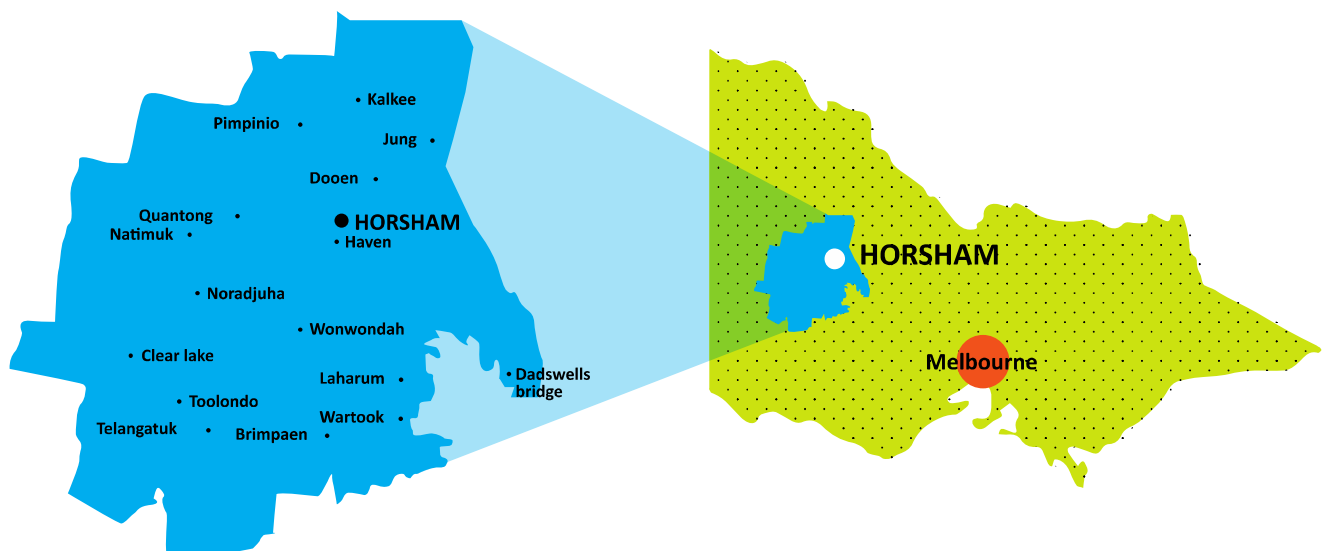 Kalkee
Pimpinio
Jung
Dooen
Quantong
HORSHAM
Natimuk
Haven
Noradjuha
Wonwondah
Clear lake
Laharum
Dadswells
bridge
Toolondo
Wartook
Telangatuk
Brimpaen
HORSHAM
Melbourne